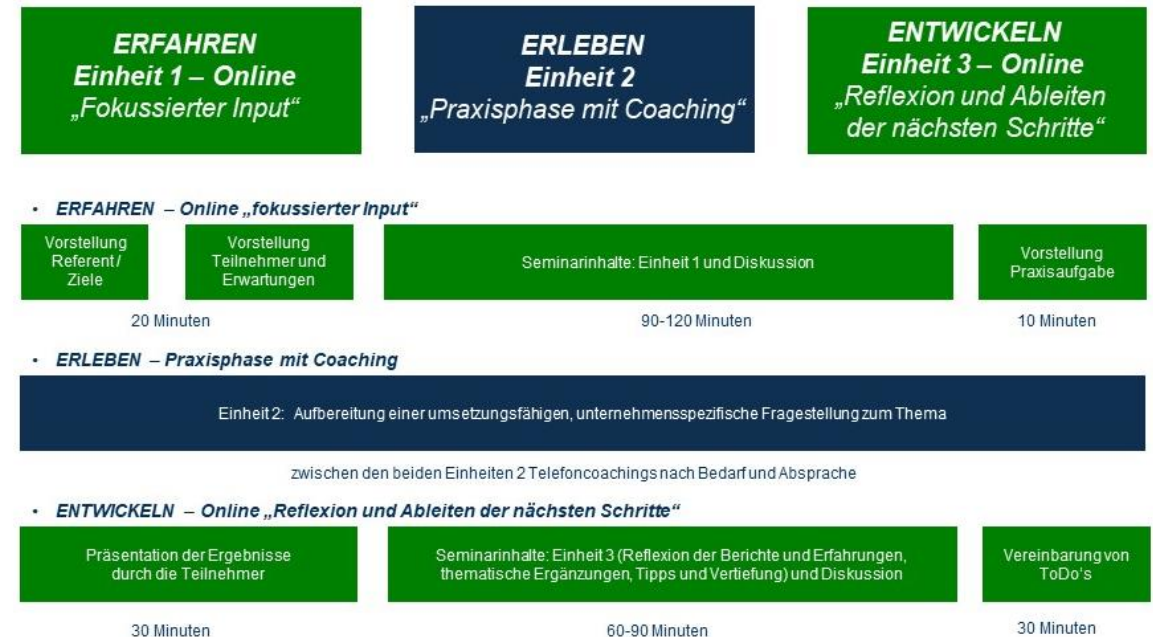 ERFAHREN
Einheit 1 – Online
„Fokussierter Input“
ERLEBEN
Einheit 2
„Praxisphase mit Coaching“
ENTWICKELN
Einheit 3 – Online
„Reflexion und Ableiten
der nächsten Schritte“
• ERFAHREN – Online „fokussierter Input“
Vorstellung
Referent /
Ziele
Vorstellung
Teilnehmer und
Erwartungen
Seminarinhalte: Einheit 1 und Diskussion
Vorstellung
Praxisaufgabe
20 Minuten
90-120 Minuten
10 Minuten
• ERLEBEN – Praxisphase mit Coaching
Einheit 2: Aufbereitung einer umsetzungsfähigen, unternehmensspezifische Fragestellung zum Thema
zwischen den beiden Einheiten 2 Telefoncoachings nach Bedarf und Absprache
• ENTWICKELN – Online „Reflexion und Ableiten der nächsten Schritte“
Präsentation der Ergebnisse
durch die Teilnehmer
Seminarinhalte: Einheit 3 (Reflexion der Berichte und Erfahrungen,
thematische Ergänzungen, Tipps und Vertiefung) und Diskussion
Vereinbarung von
ToDo's
30 Minuten
60-90 Minuten
30 Minuten